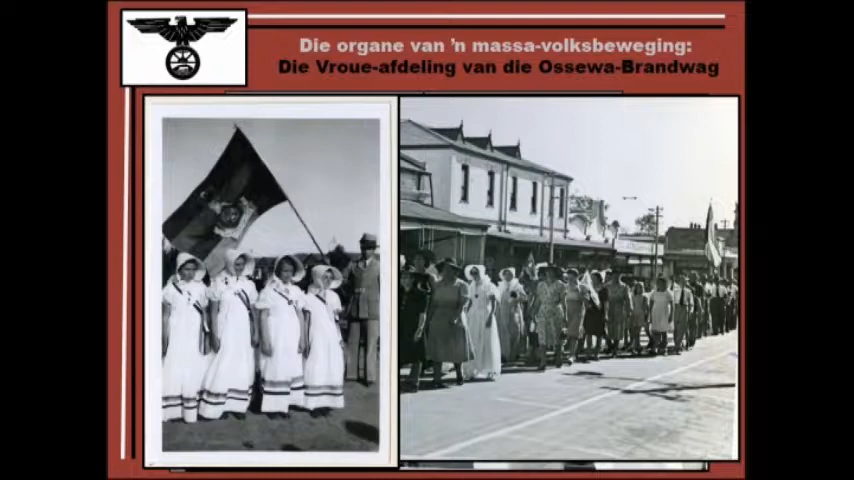 Die organe van 'n massa-volksbeweging:
Die Vroue-afdeling van die Ossewa-Brandwag